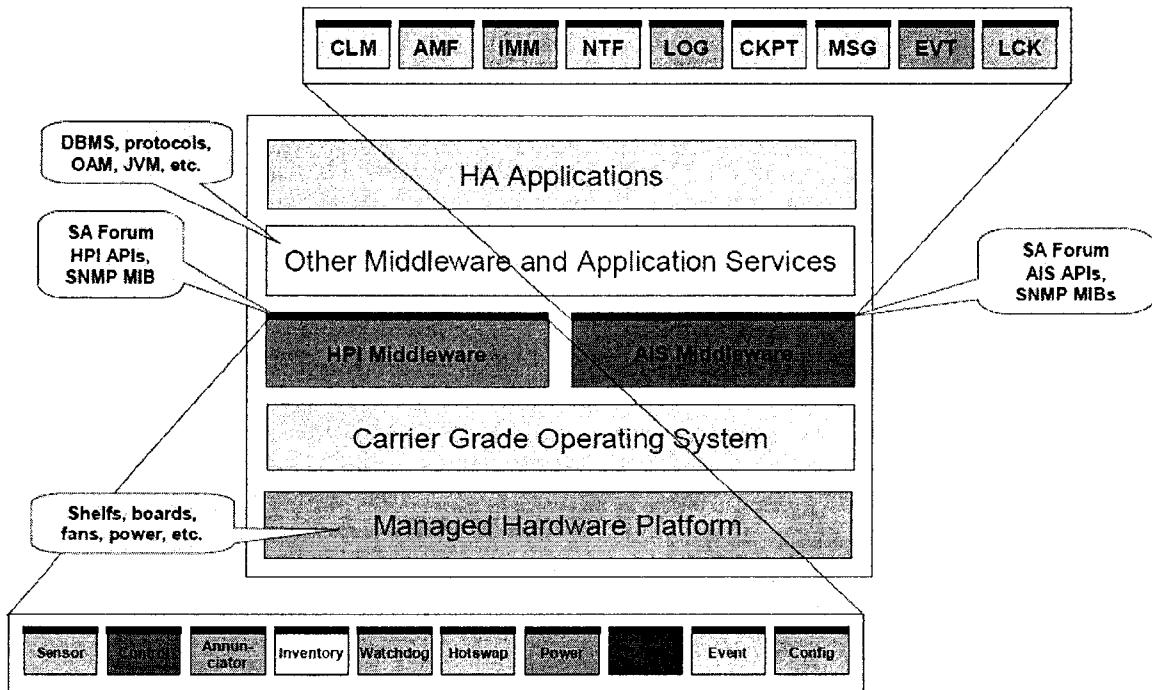 CLM AMF IMM NTF LOG CKPT MSG EVT LCK
DBMS, protocols,
OAM, JVM, etc.
HA Applications
SA Forum
HPI APIs,
SNMP MIB
Other Middleware and Application Services
SA Forum
AIS APIs,
SNMP MIBs
HPI Middleware
AIS Middleware
Carrier Grade Operating System
Shelfs, boards,
fans, power, etc.
Managed Hardware Platform
Sensor Control Annun-
ciator Inventory Watchdog Hotswap Power Event Config